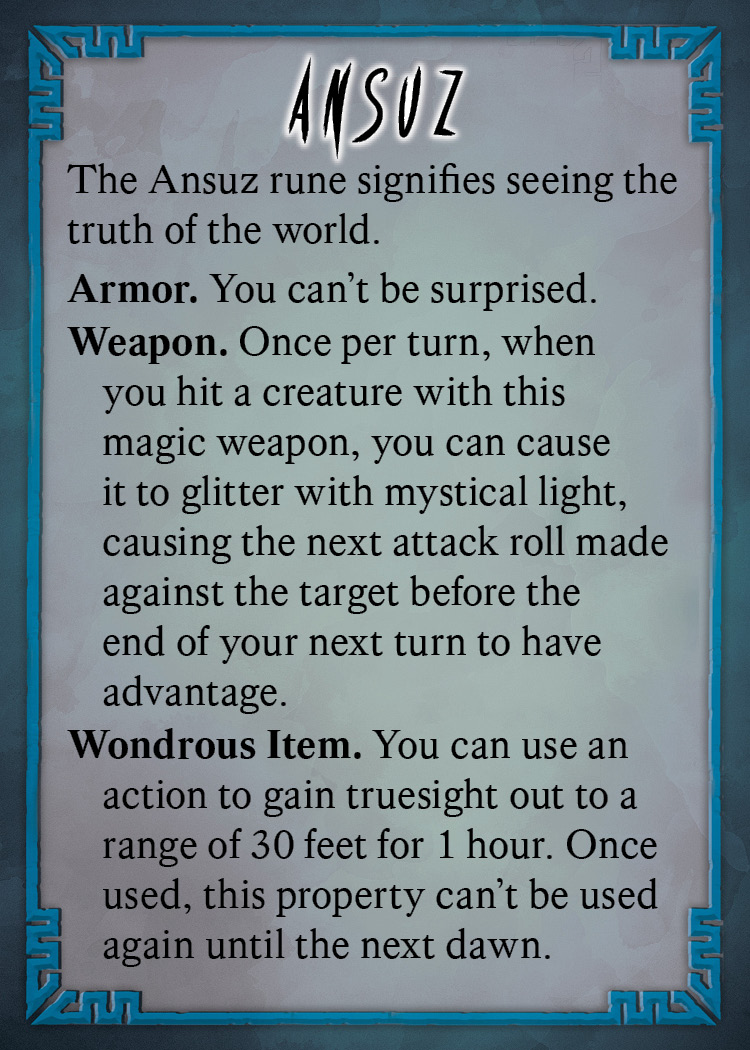 ANSUZ
The Ansuz rune signifies seeing the
truth of the world.
Armor. You can’t be surprised.
Weapon. Once per turn, when
you hit a creature with this
magic weapon, you can cause
it to glitter with mystical light,
causing the next attack roll made
against the target before the
end of your next turn to have
advantage.
Wondrous Item. You can use an
action to gain truesight out to a
range of 30 feet for 1 hour. Once
used, this property can’t be used
again until the next dawn.